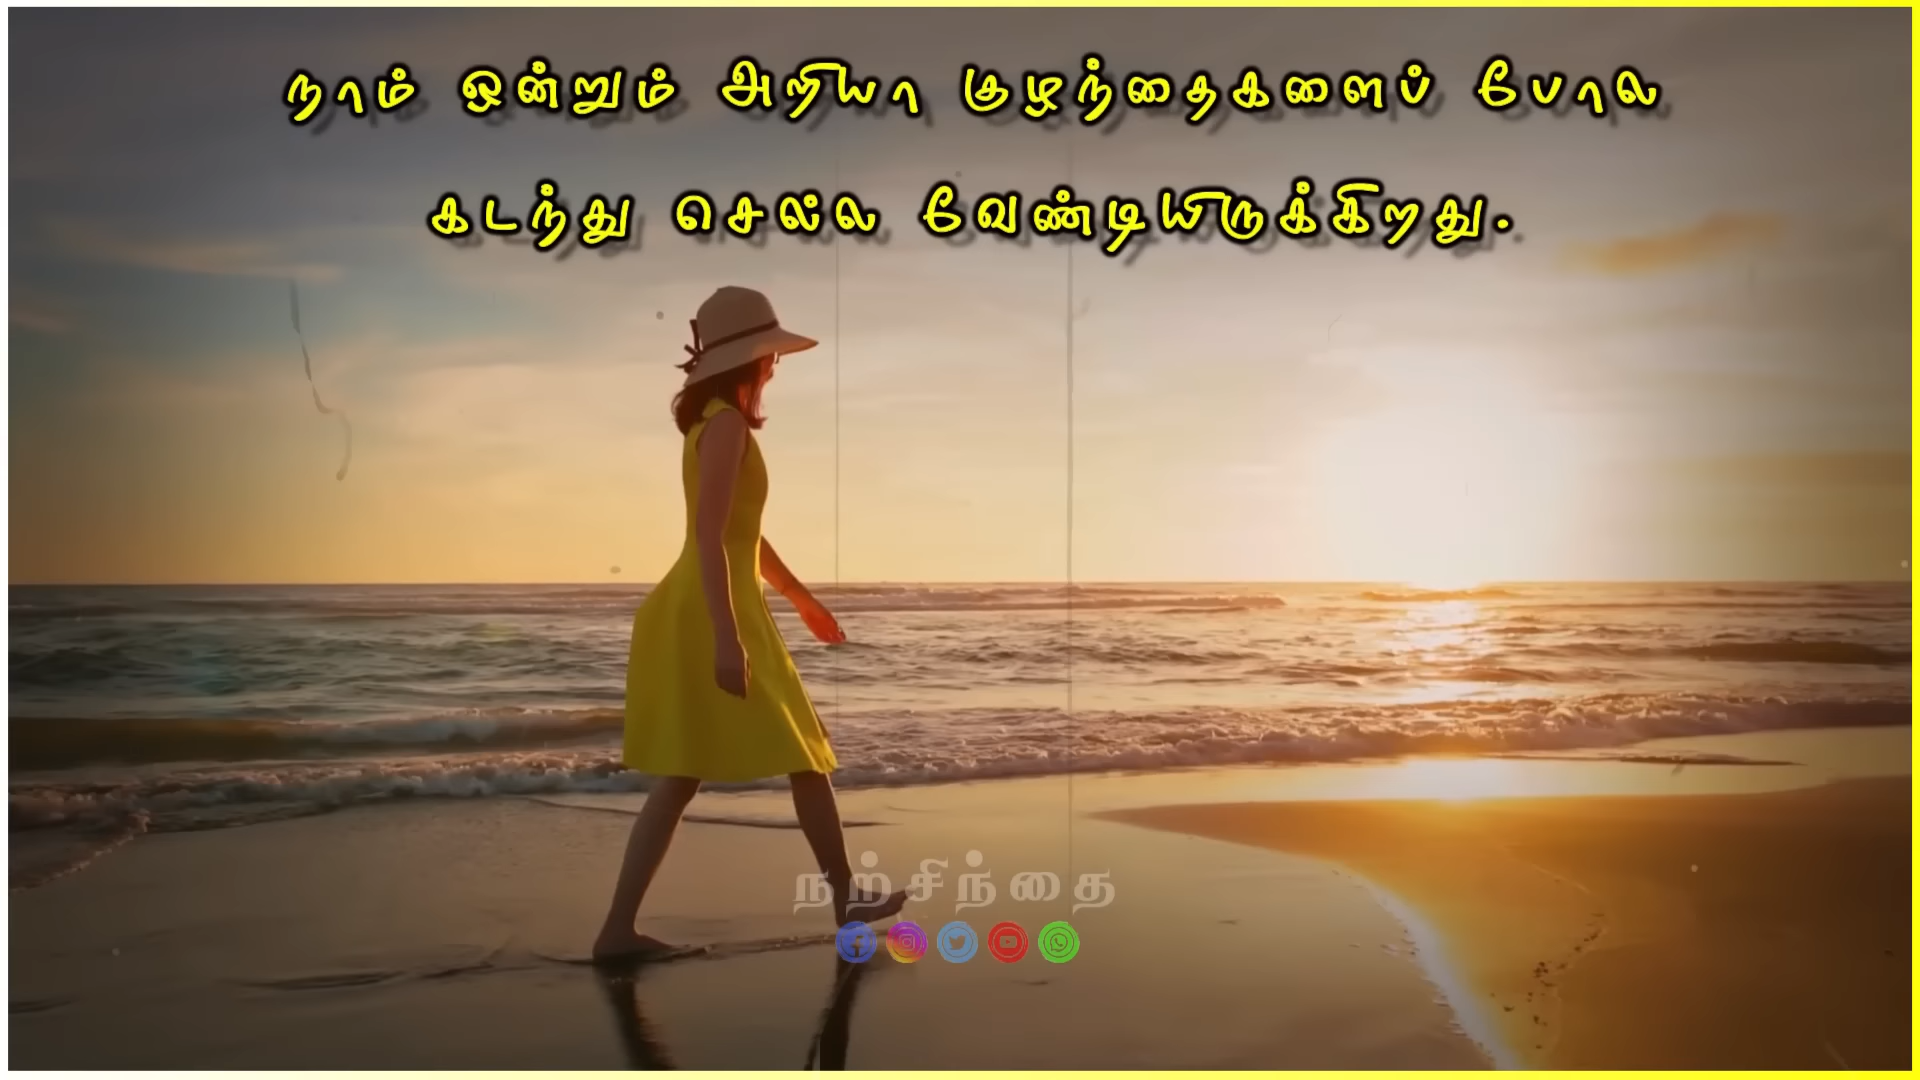 நாம் ஒன்றும் அறியா குழந்தைகளைப் போல
கடந்து செல்ல வேண்டியிருக்கிறது.
நற்சிந்தை